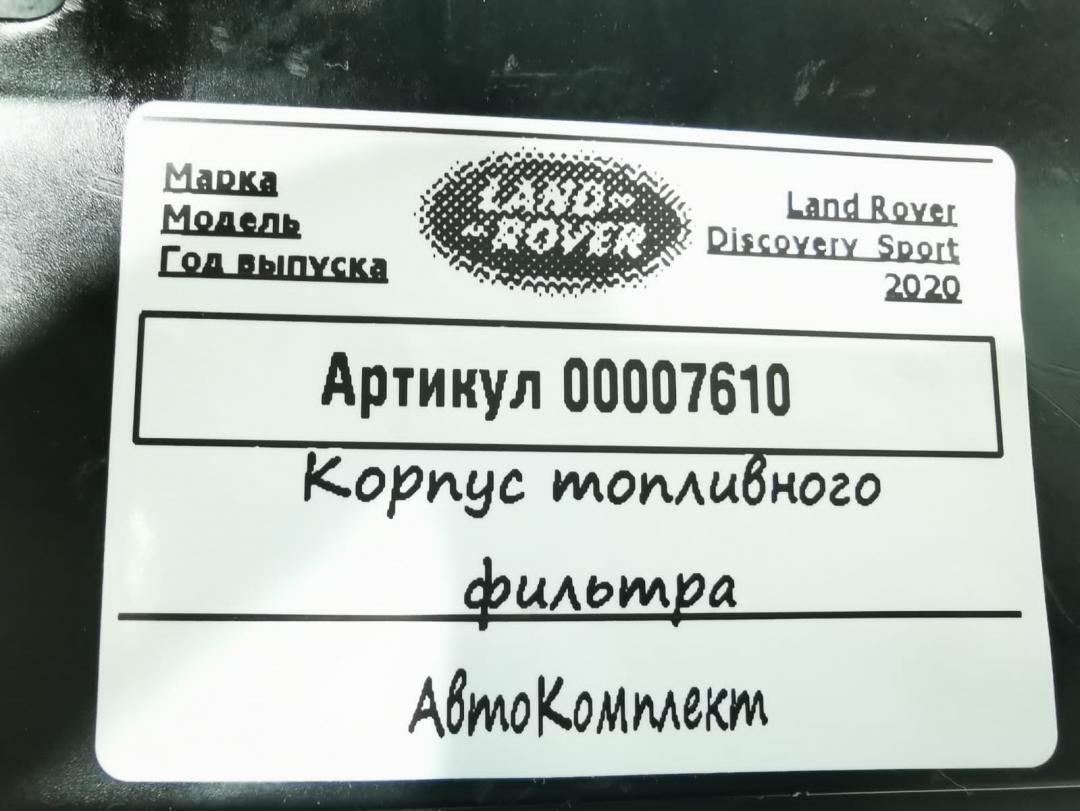 Марка
Модель
Год выпуска
LAND
ROVER
Land Rover
Discovery Sport
2020
Артикул 00007610
Корпус топливного
фильтра
АвтоКомплект